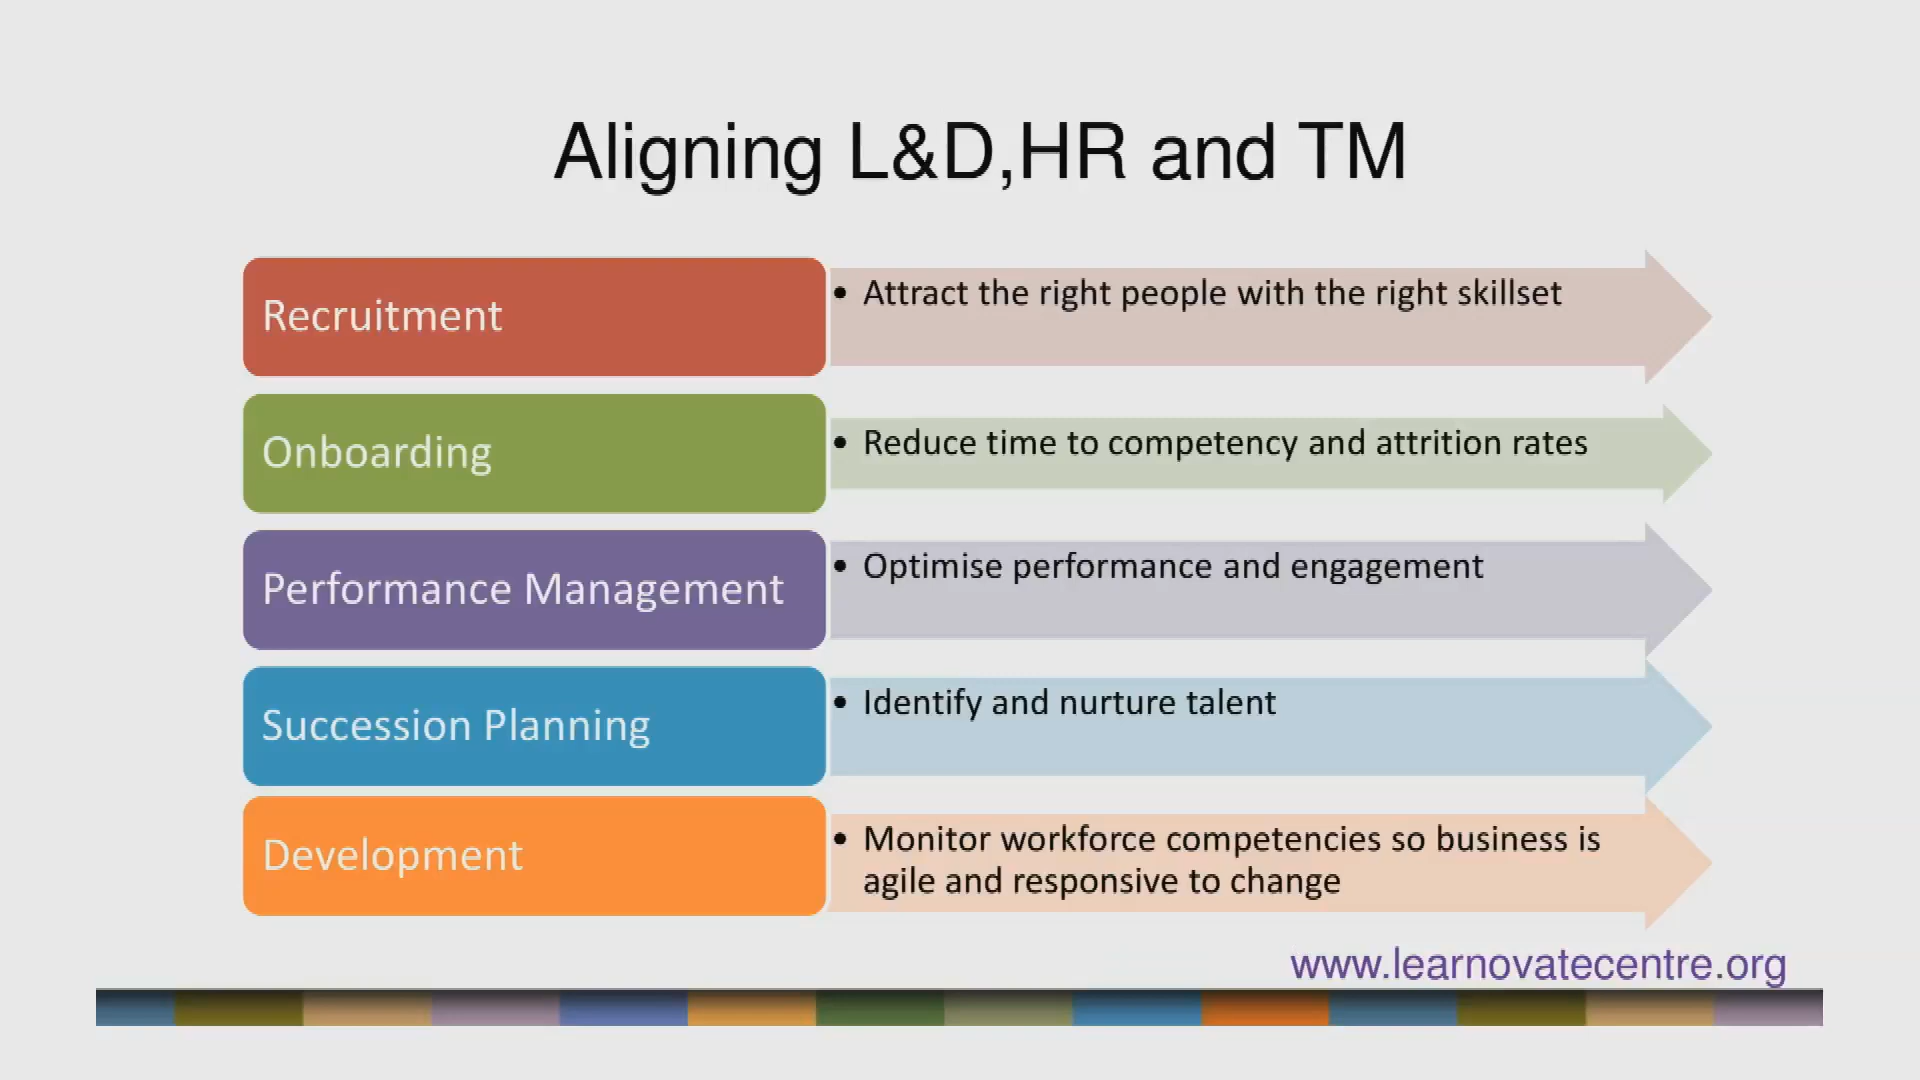 Aligning L&D,HR and TM
Recruitment
• Attract the right people with the right skillset
Onboarding
• Reduce time to competency and attrition rates
Performance Management
• Optimise performance and engagement
Succession Planning
• Identify and nurture talent
Development
• Monitor workforce competencies so business is
agile and responsive to change
www.learnovatecentre.org